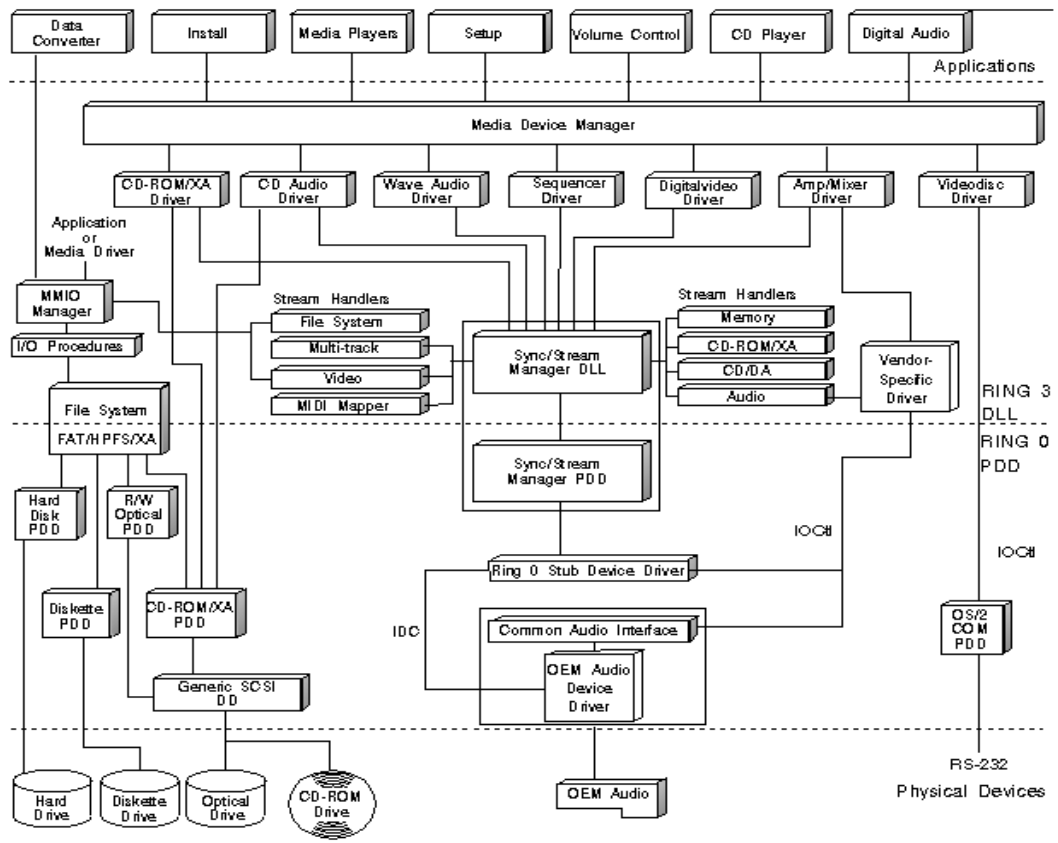 Data
Converter
Install
Media Players
Setup
Volume Control
CD Player
Digital Audio
Applications
Media Device Manager
CD-ROM/XA
Driver
CD Audio
Driver
Wave Audio
Driver
Sequencer
Driver
Digitalvideo
Driver
Amp/Mixer
Driver
Videodisc
Driver
Application
or
Media Driver
MMIO
Manager
I/O Procedures
File System
FAT/HPFS/XA
Stream Handlers
File System
Multi-track
Video
MIDI Mapper
Sync/Stream
Manager DLL
Stream Handlers
Memory
CD-ROM/XA
CD/DA
Audio
Vendor-
Specific
Driver
RING 3
DLL
RING 0
PDD
Sync/Stream
Manager PDD
Hard
Disk
PDD
R/W
Optical
PDD
IOCtl
IOCtl
Ring 0 Stub Device Driver
Diskette
PDD
CD-ROM/XA
PDD
IDC
Common Audio Interface
OS/2
COM
PDD
OEM Audio
Device
Driver
Generic SCSI
DD
RS-232
Physical Devices
Hard
Drive
Diskette
Drive
Optical
Drive
CD-ROM
Drive
OEM Audio